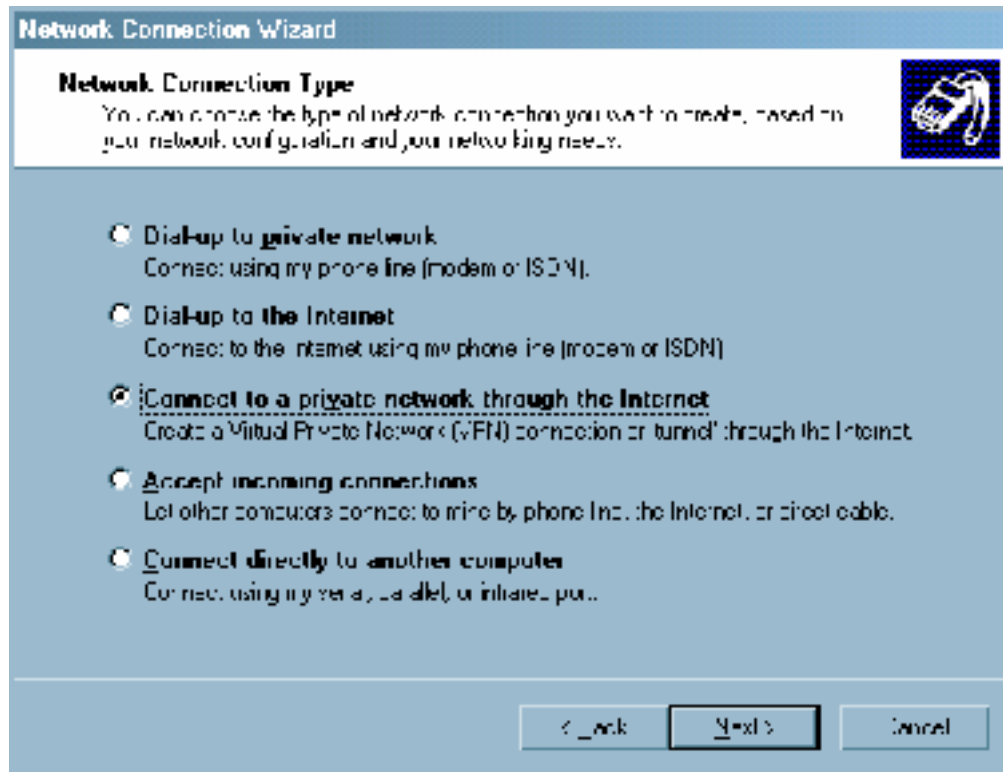 Network Connection Wizard
Network Connection Type
You can choose the type of network connection you want to create, based on
your network configuration and your networking needs.
Dial-up to private network
Connect using my phone line (modem or ISDN).
Dial-up to the Internet
Connect to the Internet using my phone line (modem or ISDN).
Connect to a private network through the Internet
Create a Virtual Private Network (VPN) connection or 'tunnel' through the Internet.
Accept incoming connections
Let other computers connect to mine by phone line, the Internet, or direct cable.
Connect directly to another computer
Connect using my serial, parallel, or infrared port.
< Back
Next >
Cancel